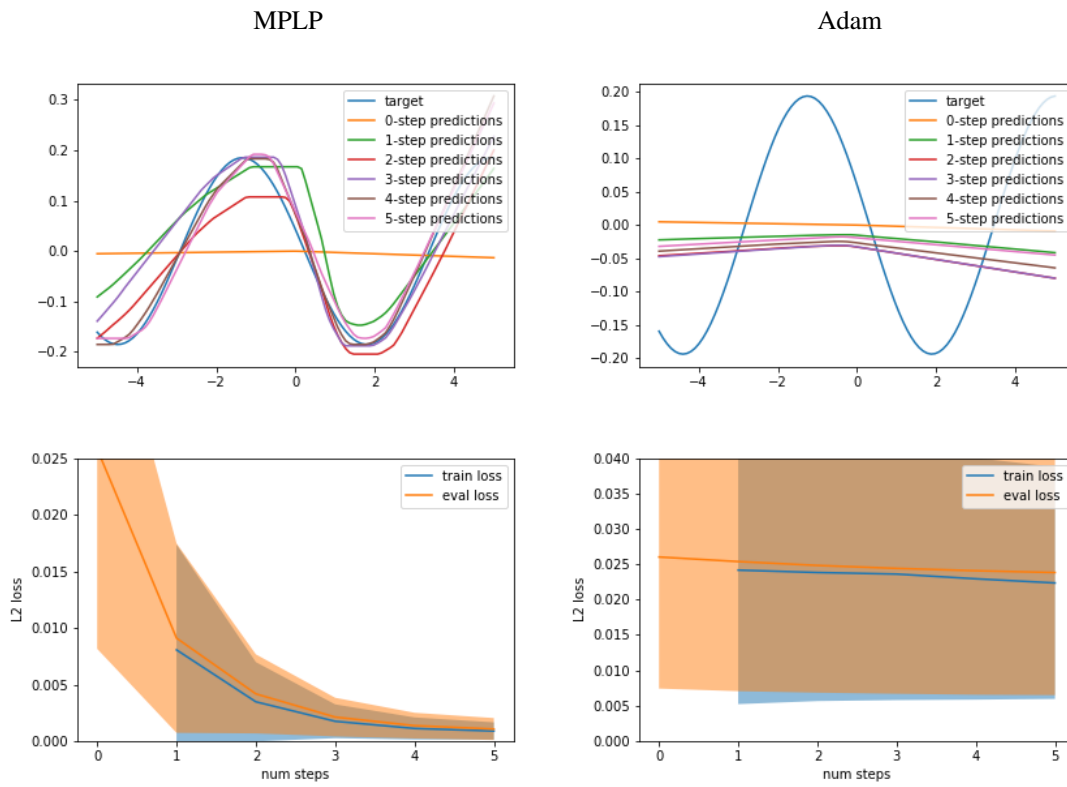 MPLP
Adam
0.3
0.2
0.1
0.0
−0.1
−0.2
−4
−2
0
2
4
target
0-step predictions
1-step predictions
2-step predictions
3-step predictions
4-step predictions
5-step predictions
0.20
0.15
0.10
0.05
0.00
−0.05
−0.10
−0.15
−0.20
−4
−2
0
2
4
target
0-step predictions
1-step predictions
2-step predictions
3-step predictions
4-step predictions
5-step predictions
0.025
0.020
0.015
0.010
0.005
0.000
L2 loss
0
1
2
3
4
5
num steps
train loss
eval loss
0.040
0.035
0.030
0.025
0.020
0.015
0.010
0.005
0.000
L2 loss
0
1
2
3
4
5
num steps
train loss
eval loss